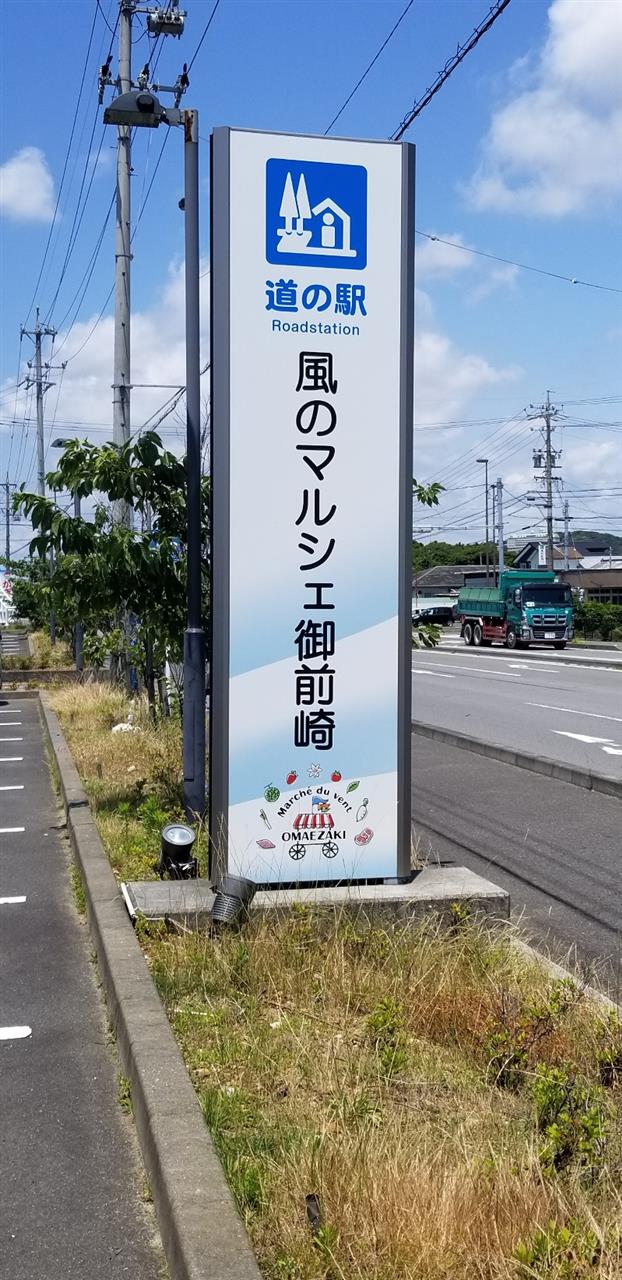 道の駅
Roadstation
風のマルシェ御前崎
Marché du vent
OMAEZAKI